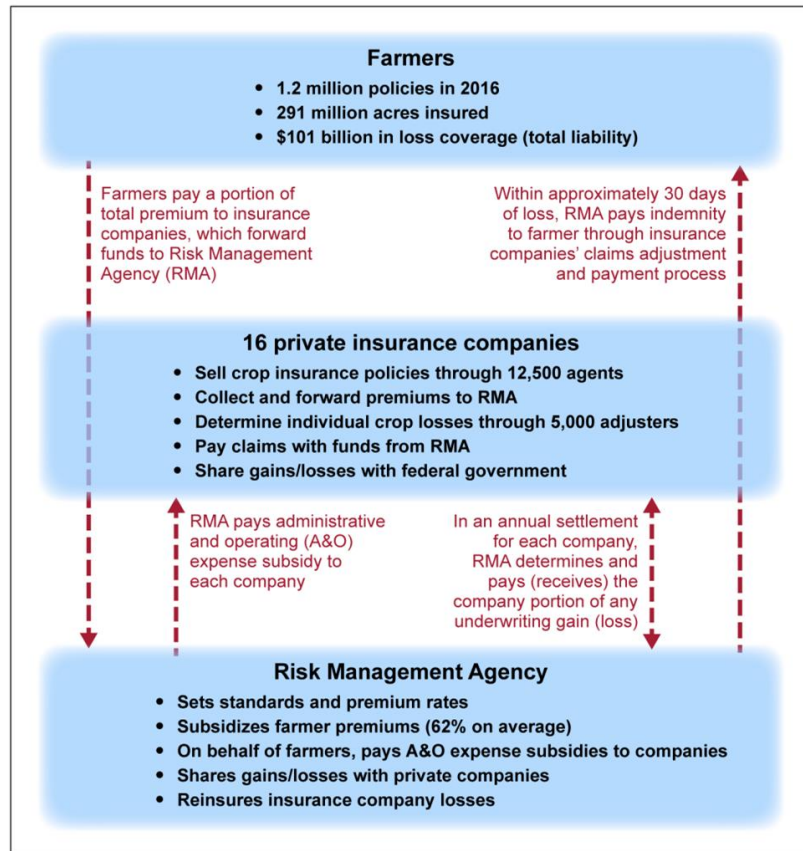 Farmers
• 1.2 million policies in 2016
• 291 million acres insured
• $101 billion in loss coverage (total liability)
Farmers pay a portion of
total premium to insurance
companies, which forward
funds to Risk Management
Agency (RMA)
Within approximately 30 days
of loss, RMA pays indemnity
to farmer through insurance
companies’ claims adjustment
and payment process
16 private insurance companies
• Sell crop insurance policies through 12,500 agents
• Collect and forward premiums to RMA
• Determine individual crop losses through 5,000 adjusters
• Pay claims with funds from RMA
• Share gains/losses with federal government
RMA pays administrative
and operating (A&O)
expense subsidy to
each company
In an annual settlement
for each company,
RMA determines and
pays (receives) the
company portion of any
underwriting gain (loss)
Risk Management Agency
• Sets standards and premium rates
• Subsidizes farmer premiums (62% on average)
• On behalf of farmers, pays A&O expense subsidies to companies
• Shares gains/losses with private companies
• Reinsures insurance company losses